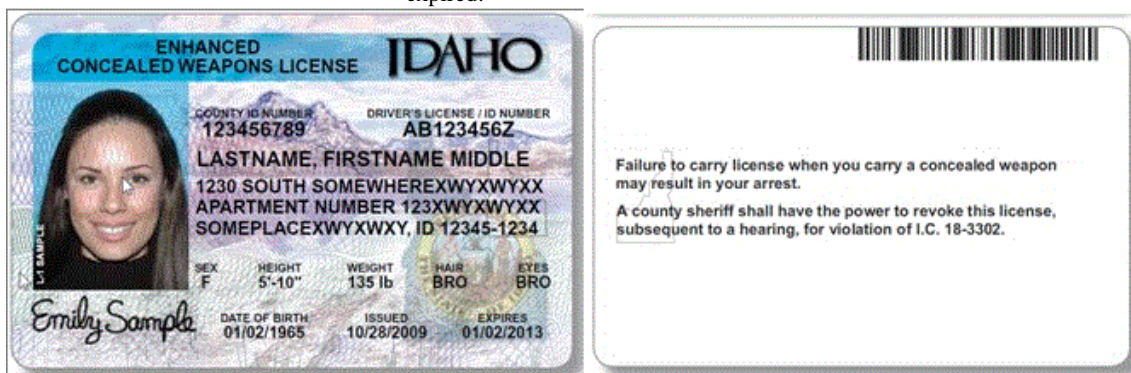 expired.
ENHANCED
CONCEALED WEAPONS LICENSE
IDAHO
COUNTY ID NUMBER DRIVER'S LICENSE / ID NUMBER
123456789 AB123456Z
LASTNAME, FIRSTNAME MIDDLE
1230 SOUTH SOMEWHEREXWYXWYXX
APARTMENT NUMBER 123XWYXWYXX
SOMEPLACEXWYXWXY, ID 12345-1234
L-1 SAMPLE
SEX HEIGHT WEIGHT HAIR EYES
F 5'-10" 135 lb BRO BRO
Emily Sample
DATE OF BIRTH ISSUED EXPIRES
01/02/1965 10/28/2009 01/02/2013
Failure to carry license when you carry a concealed weapon
may result in your arrest.
A county sheriff shall have the power to revoke this license,
subsequent to a hearing, for violation of I.C. 18-3302.